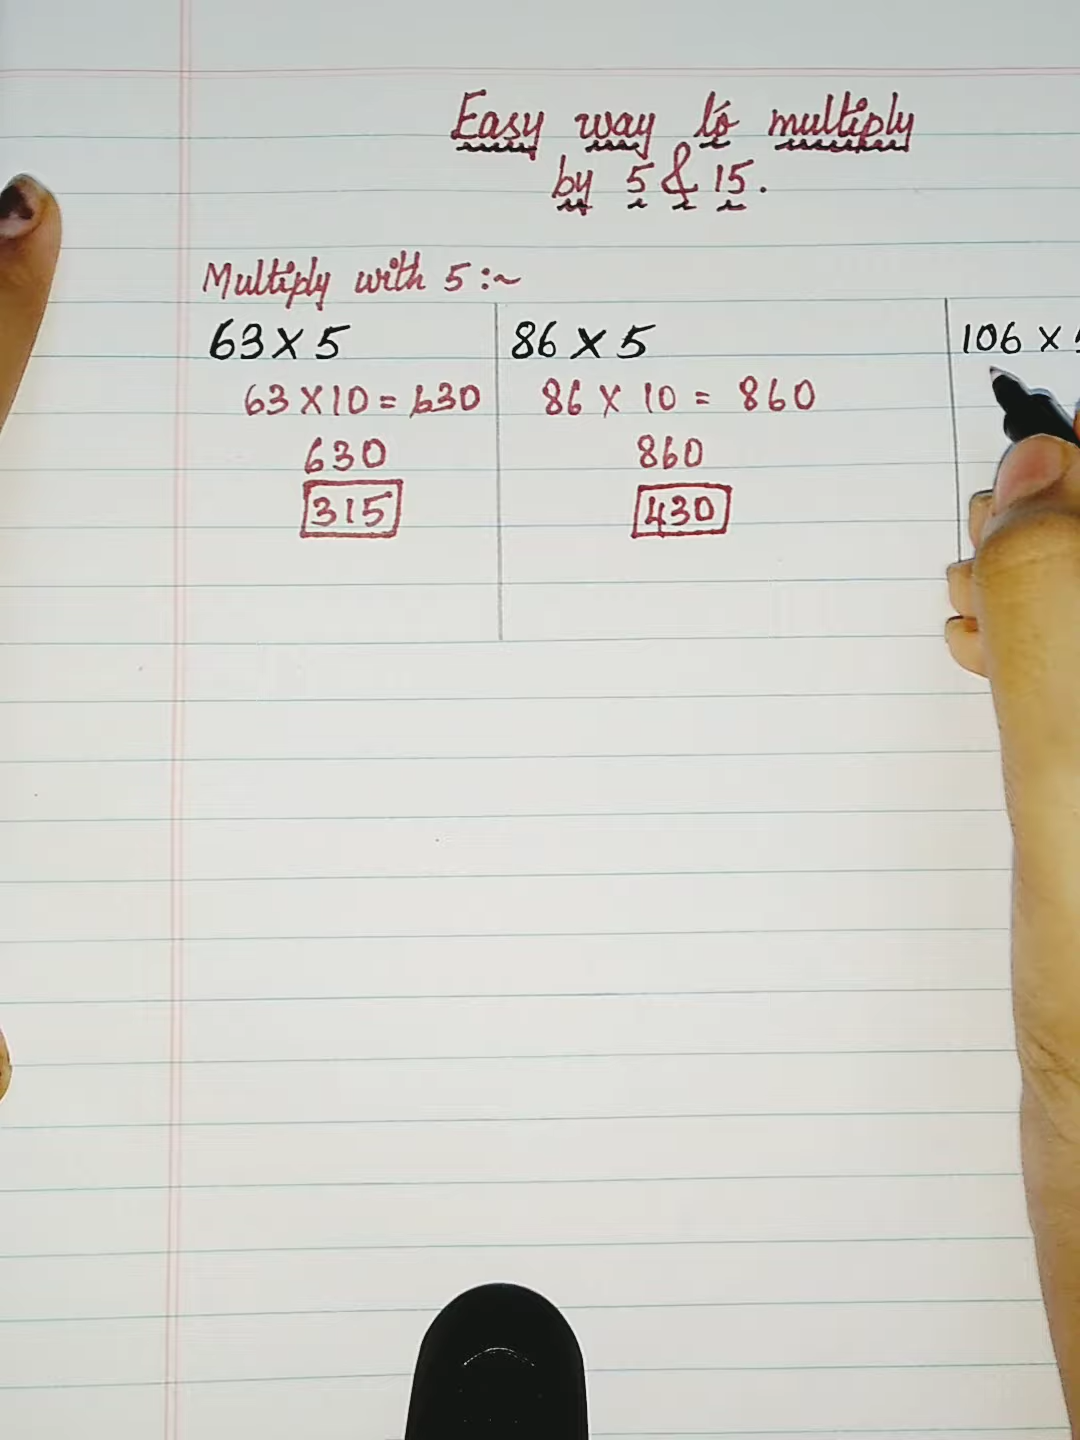 Easy way to multiply
by 5 & 15.
Multiply with 5 :~
63 X 5
63 X 10 = 630
630
315
86 X 5
86 X 10 = 860
860
430
106 X 5